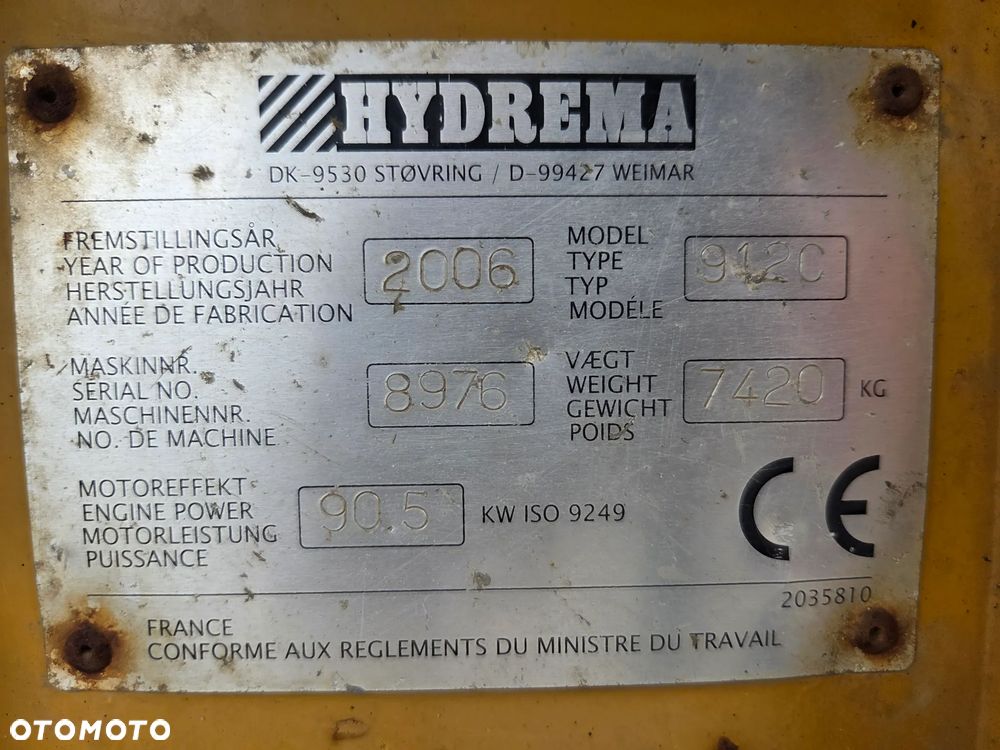 HYDREMA
DK-9530 STØVRING / D-99427 WEIMAR
FREMSTILLINGSÅR
YEAR OF PRODUCTION
HERSTELLUNGSJAHR
ANNÉE DE FABRICATION
2006
MODEL
TYPE
TYP
MODÉLE
912C
MASKINNR.
SERIAL NO.
MASCHINENNR.
NO. DE MACHINE
8976
VÆGT
WEIGHT
GEWICHT
POIDS
7420
KG
MOTOREFFEKT
ENGINE POWER
MOTORLEISTUNG
PUISSANCE
90.5
KW ISO 9249
CE
2035810
FRANCE
CONFORME AUX REGLEMENTS DU MINISTRE DU TRAVAIL
OTOMOTO